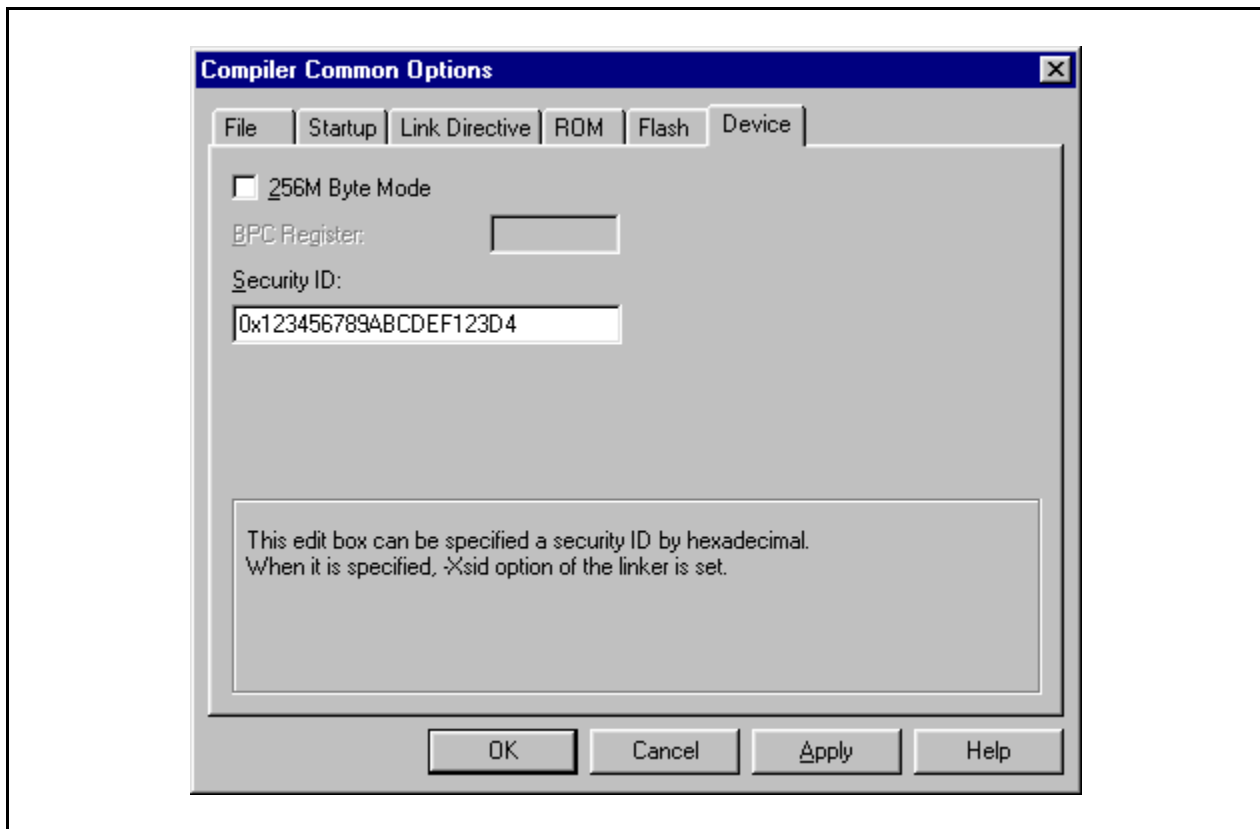 Compiler Common Options
File Startup Link Directive ROM Flash Device
256M Byte Mode
BPC Register:
Security ID:
0x123456789ABCDEF123D4
This edit box can be specified a security ID by hexadecimal.
When it is specified, -Xsid option of the linker is set.
OK Cancel Apply Help